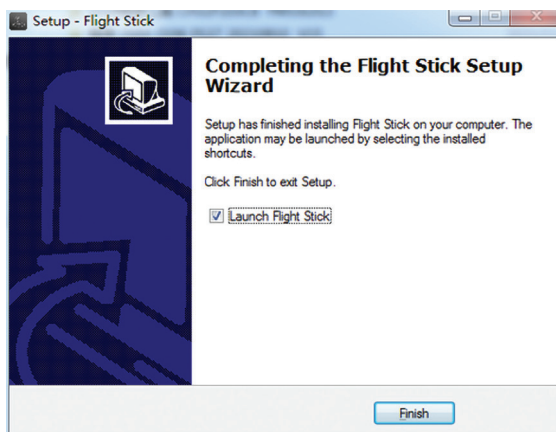 Setup - Flight Stick
Completing the Flight Stick Setup
Wizard
Setup has finished installing Flight Stick on your computer. The
application may be launched by selecting the installed
shortcuts.
Click Finish to exit Setup.
Launch Flight Stick
Finish